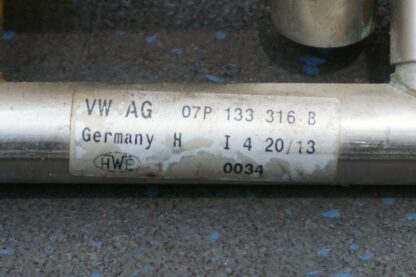 VW AG 07P 133 316 B
Germany H I 4 20/13
HWE 0034